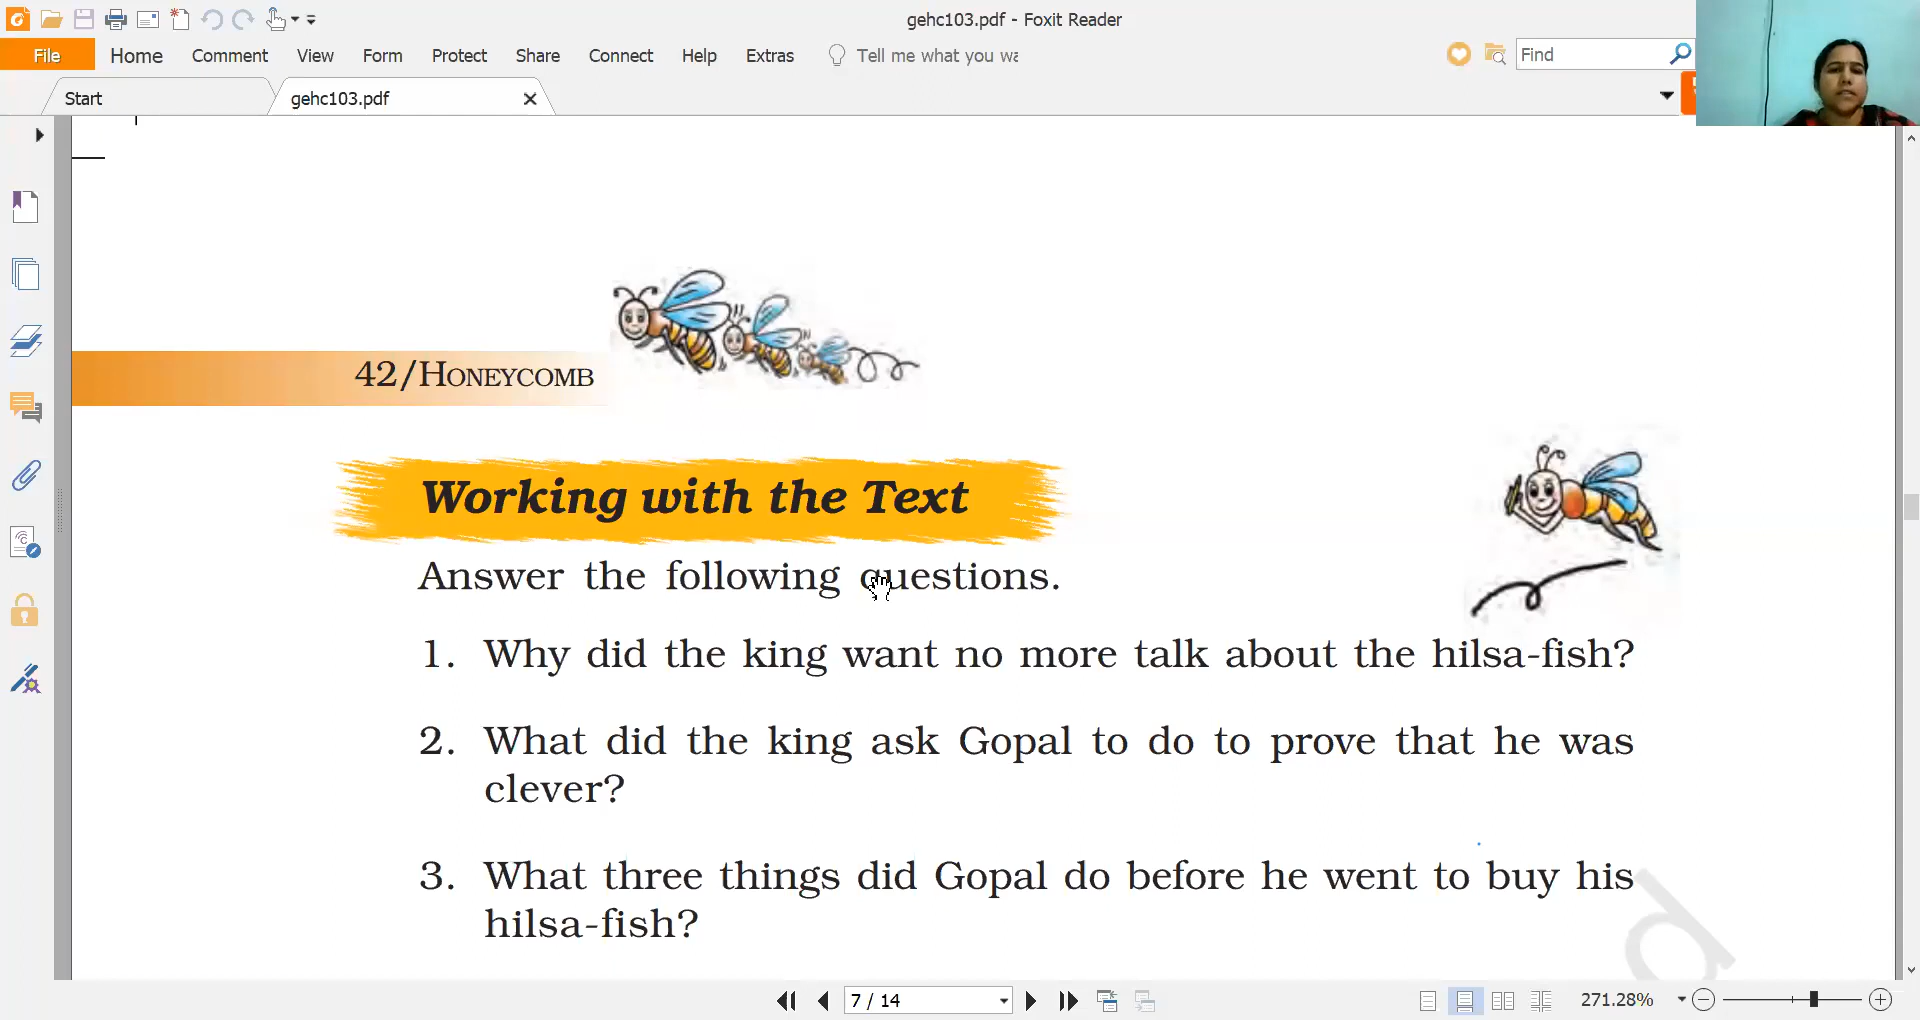 gehc103.pdf - Foxit Reader
File Home Comment View Form Protect Share Connect Help Extras Tell me what you wa Find
Start gehc103.pdf
42/HONEYCOMB
Working with the Text
Answer the following questions.
1. Why did the king want no more talk about the hilsa-fish?
2. What did the king ask Gopal to do to prove that he was
clever?
3. What three things did Gopal do before he went to buy his
hilsa-fish?
d
7 / 14 271.28%